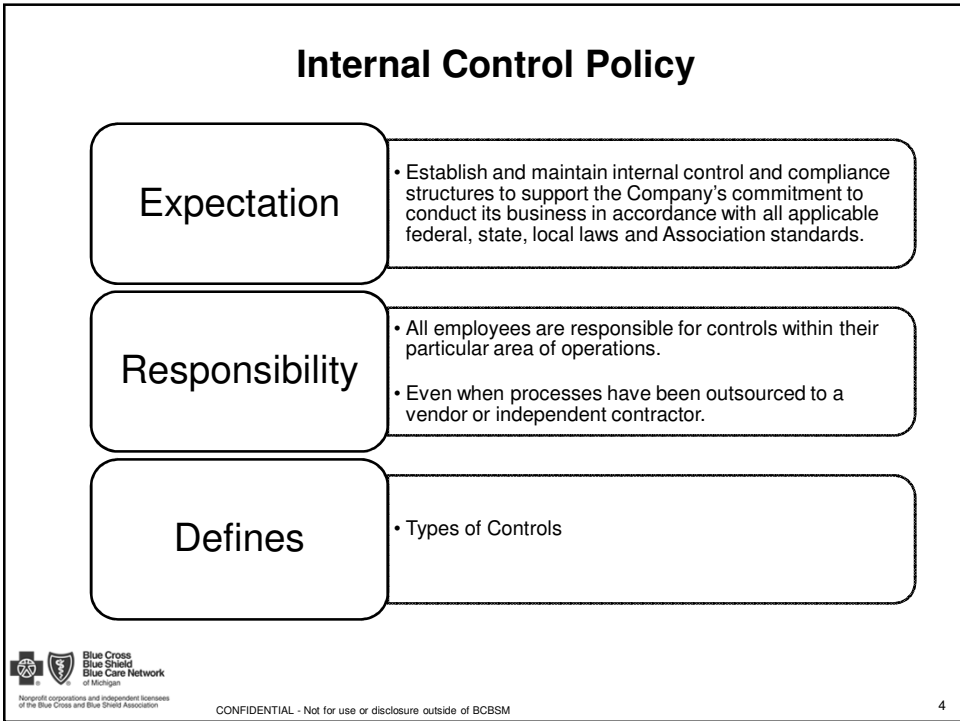 Internal Control Policy
Expectation
• Establish and maintain internal control and compliance
structures to support the Company's commitment to
conduct its business in accordance with all applicable
federal, state, local laws and Association standards.
Responsibility
• All employees are responsible for controls within their
particular area of operations.
• Even when processes have been outsourced to a
vendor or independent contractor.
Defines
• Types of Controls
Blue Cross
Blue Shield
Blue Care Network
of Michigan
Nonprofit corporations and independent licensees
of the Blue Cross and Blue Shield Association
CONFIDENTIAL - Not for use or disclosure outside of BCBSM
4